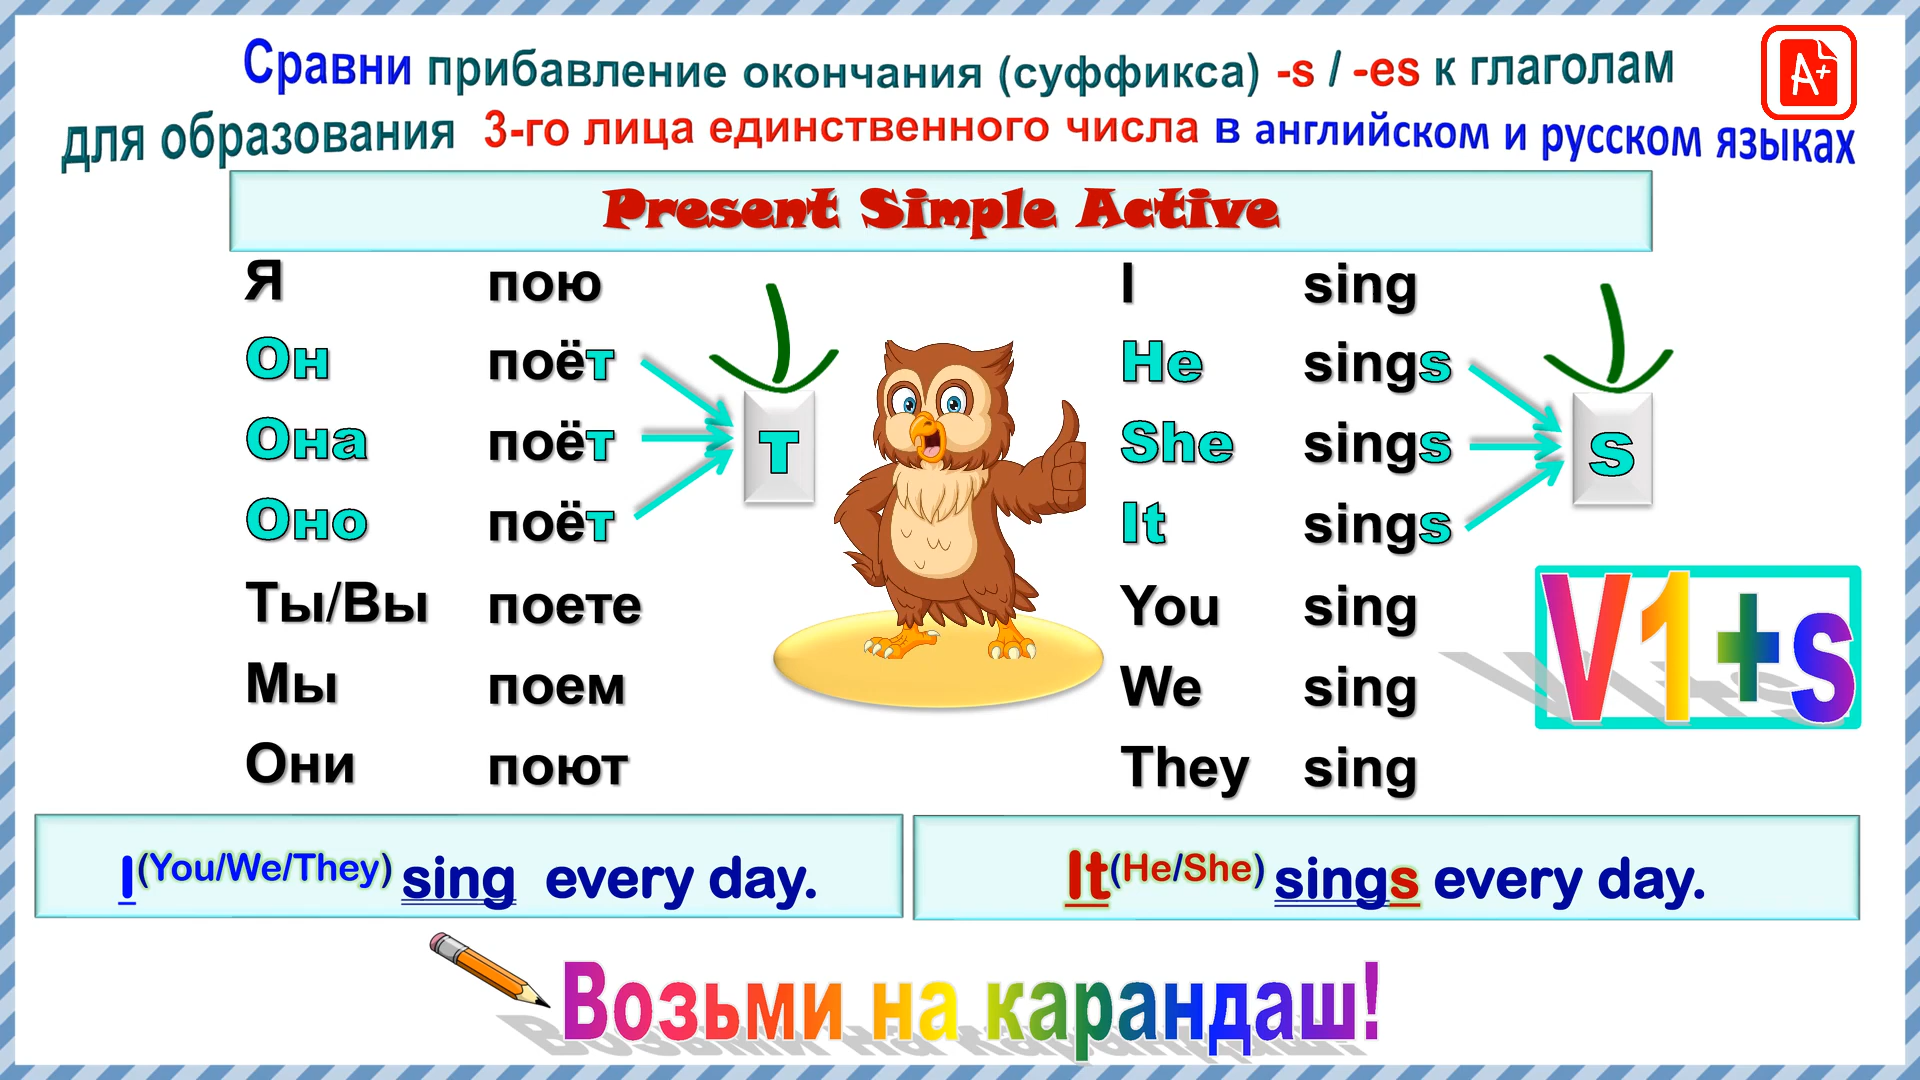 Сравни прибавление окончания (суффикса) -s / -es к глаголам
для образования 3-го лица единственного числа в английском и русском языках
A+
Present Simple Active
Я пою
Он поёт
Она поёт
Оно поёт
Ты/Вы поете
Мы поем
Они поют
т
I sing
He sings
She sings
It sings
You sing
We sing
They sing
s
V1+s
I(You/We/They) sing every day.
It(He/She) sings every day.
Возьми на карандаш!